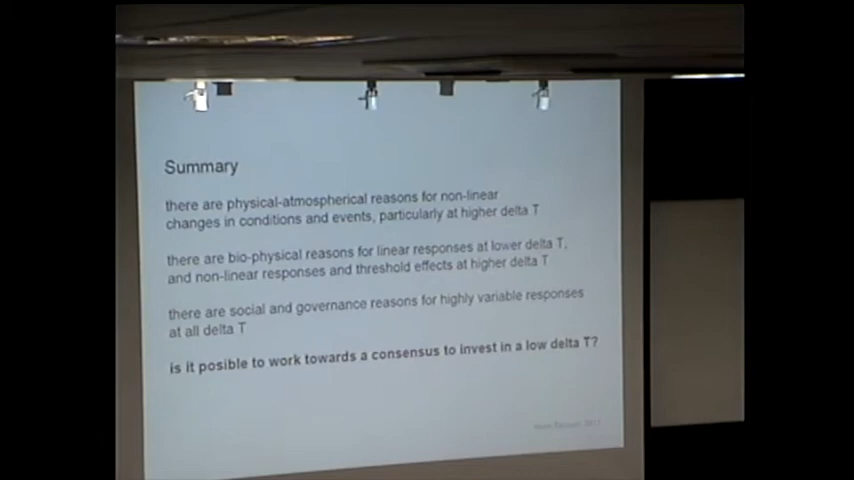 Summary
there are physical-atmospherical reasons for non-linear
changes in conditions and events, particularly at higher delta T
there are bio-physical reasons for linear responses at lower delta T,
and non-linear responses and threshold effects at higher delta T
there are social and governance reasons for highly variable responses
at all delta T
is it posible to work towards a consensus to invest in a low delta T?